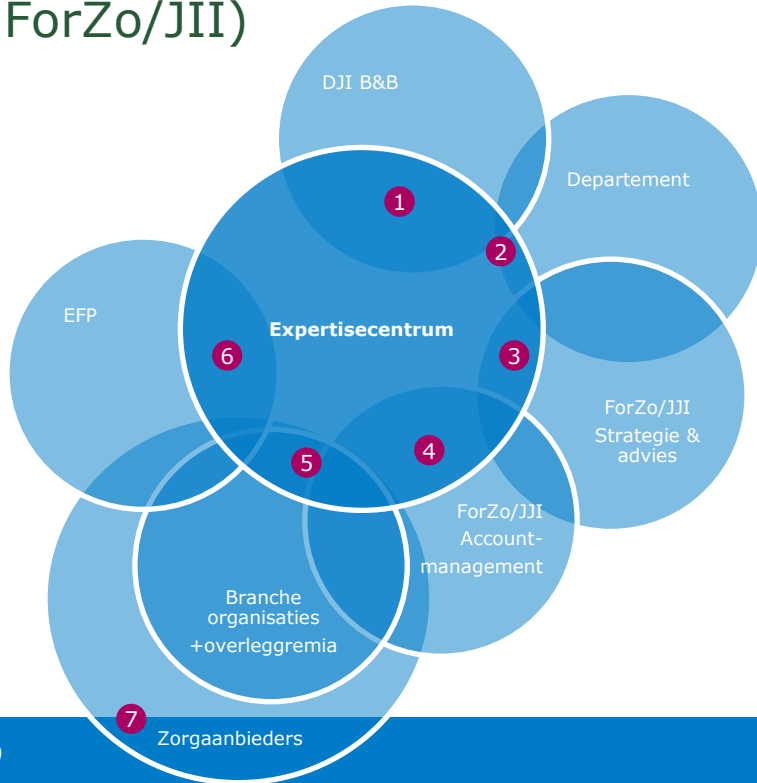 ForZo/JII)
DJI B&B
Departement
1
2
EFP
Expertisecentrum
6
3
ForZo/JJI
Strategie &
advies
4
5
ForZo/JJI
Account-
management
Branche
organisaties
+overleggremia
7
Zorgaanbieders